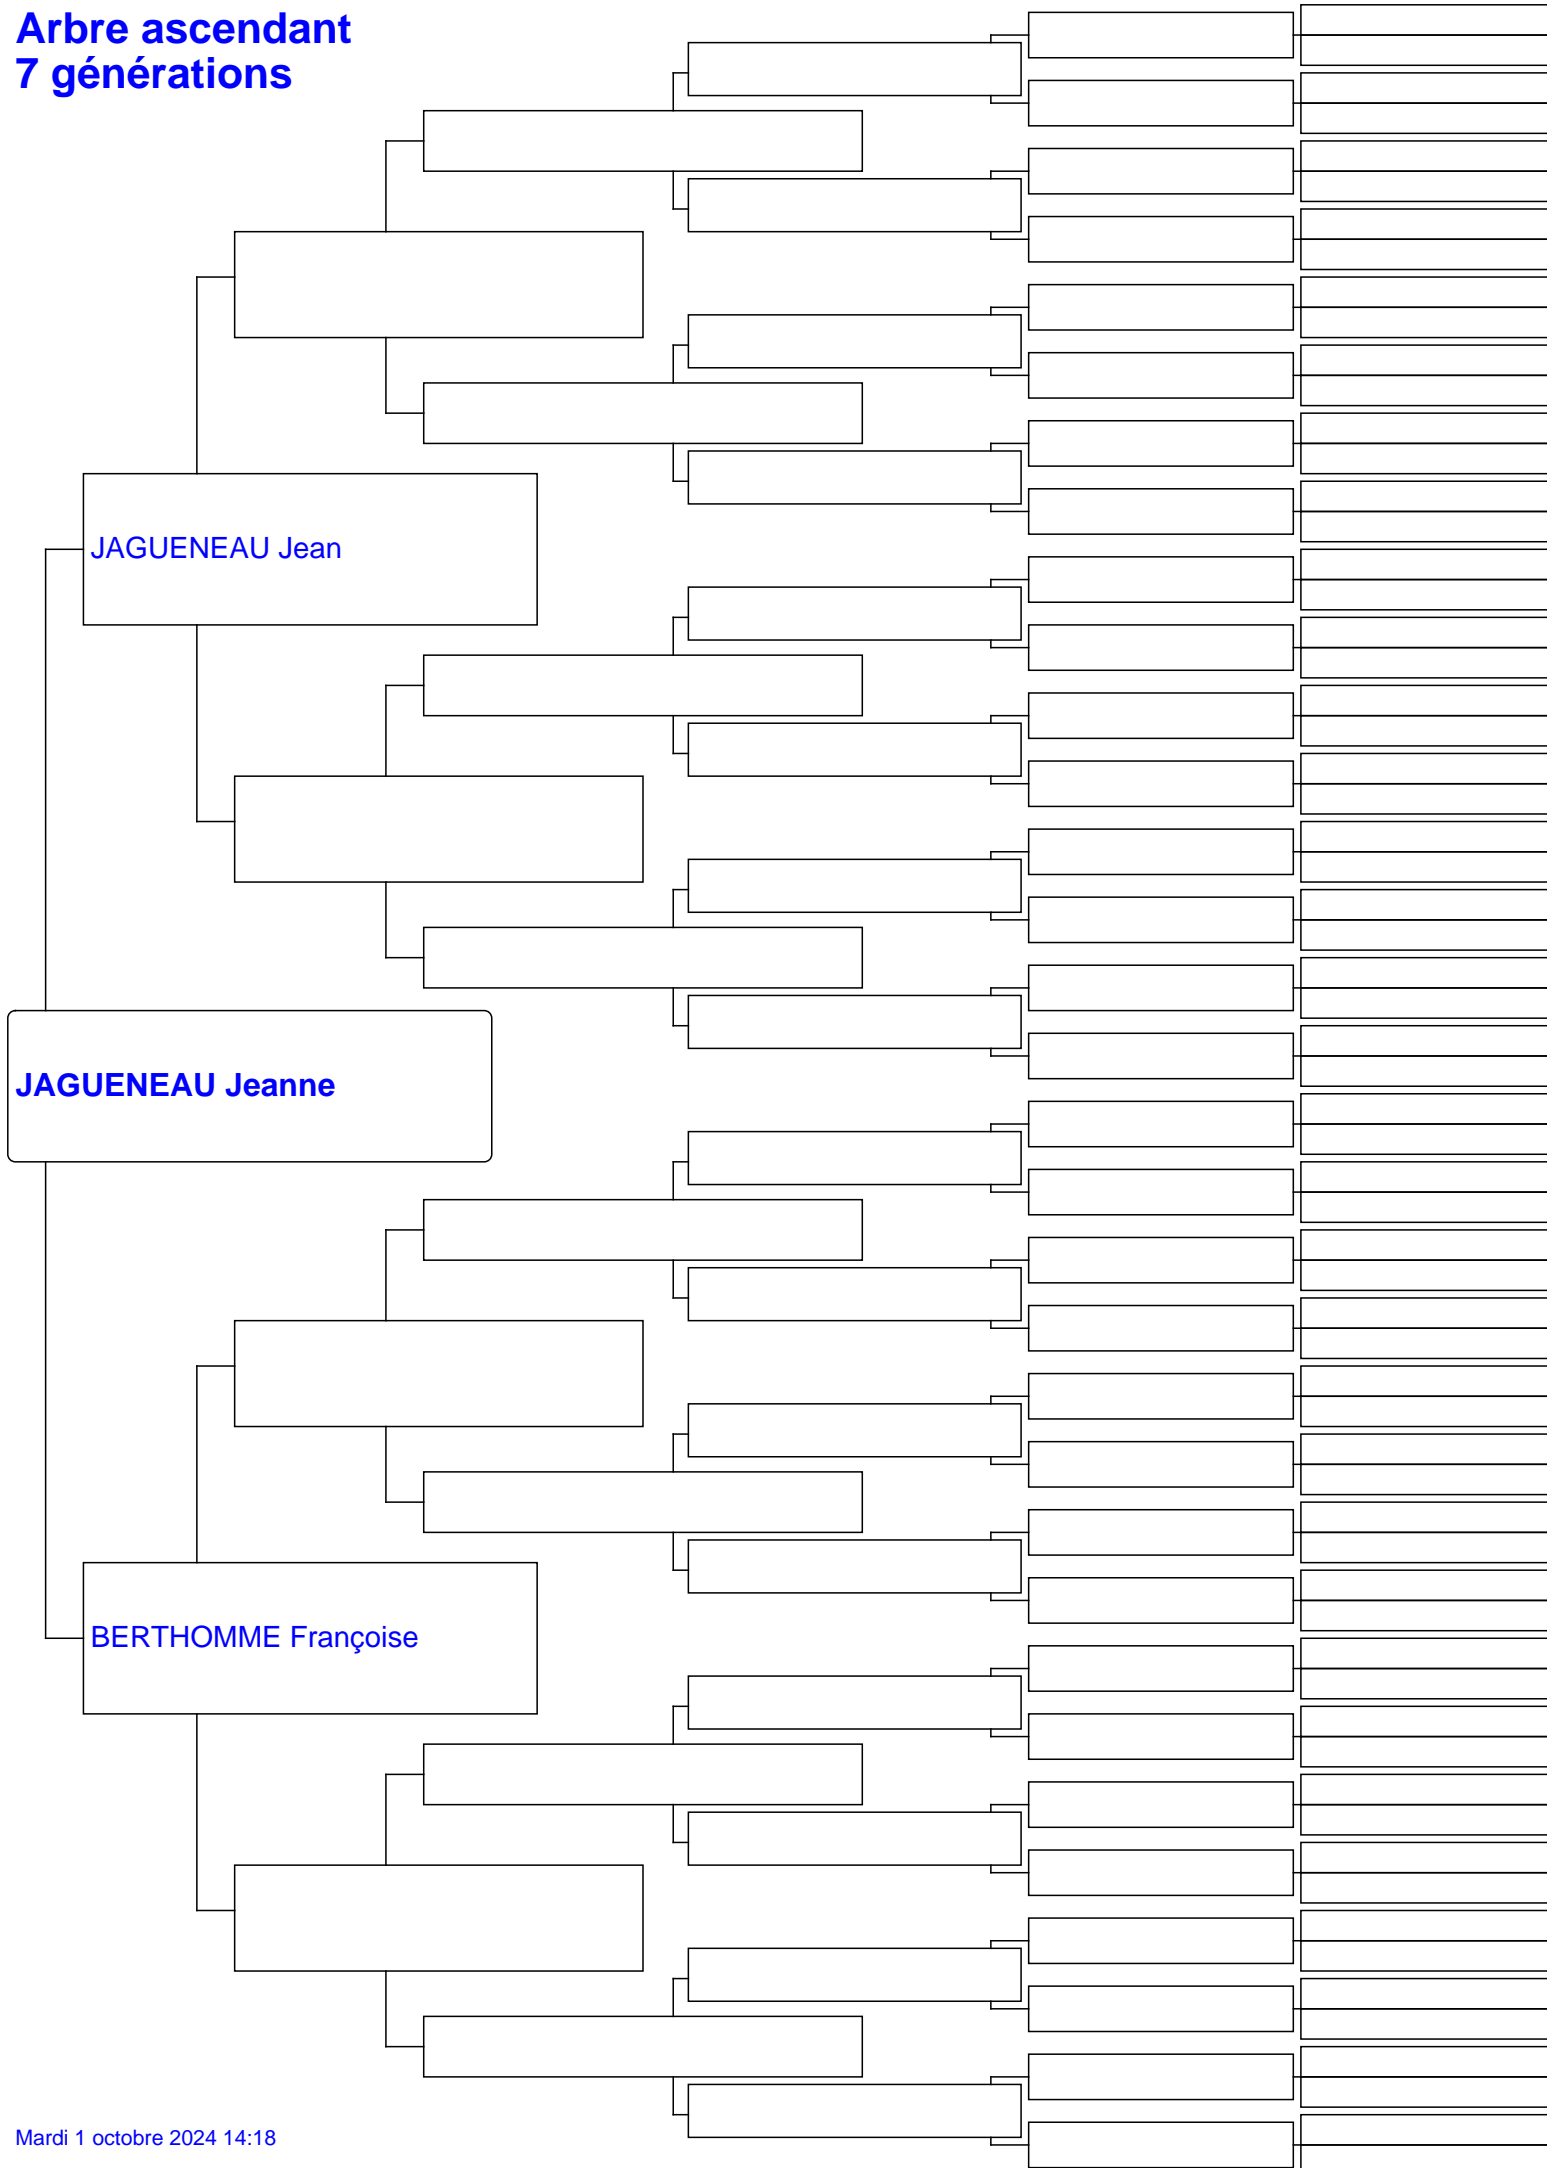 Arbre ascendant
7 générations
JAGUENEAU Jean
JAGUENEAU Jeanne
BERTHOMME Françoise
Mardi 1 octobre 2024 14:18